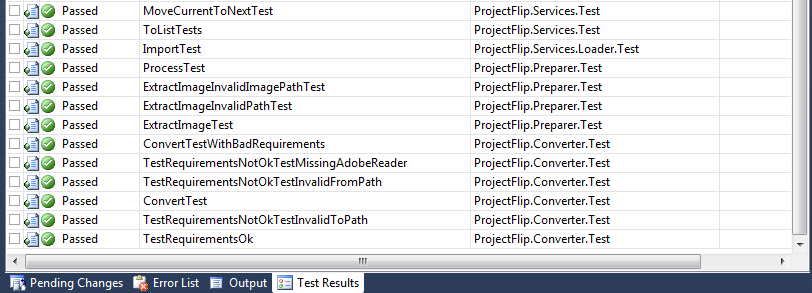 Passed MoveCurrentToNextTest ProjectFlip.Services.Test
Passed ToListTests ProjectFlip.Services.Test
Passed ImportTest ProjectFlip.Services.Loader.Test
Passed ProcessTest ProjectFlip.Preparer.Test
Passed ExtractImageInvalidImagePathTest ProjectFlip.Preparer.Test
Passed ExtractImageInvalidPathTest ProjectFlip.Preparer.Test
Passed ExtractImageTest ProjectFlip.Preparer.Test
Passed ConvertTestWithBadRequirements ProjectFlip.Converter.Test
Passed TestRequirementsNotOkTestMissingAdobeReader ProjectFlip.Converter.Test
Passed TestRequirementsNotOkTestInvalidFromPath ProjectFlip.Converter.Test
Passed ConvertTest ProjectFlip.Converter.Test
Passed TestRequirementsNotOkTestInvalidToPath ProjectFlip.Converter.Test
Passed TestRequirementsOk ProjectFlip.Converter.Test
Pending Changes Error List Output Test Results